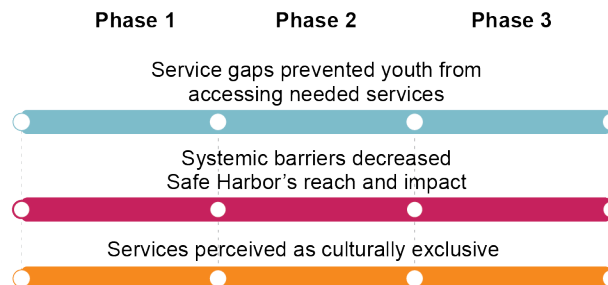 Phase 1 Phase 2 Phase 3
Service gaps prevented youth from
accessing needed services
Systemic barriers decreased
Safe Harbor’s reach and impact
Services perceived as culturally exclusive